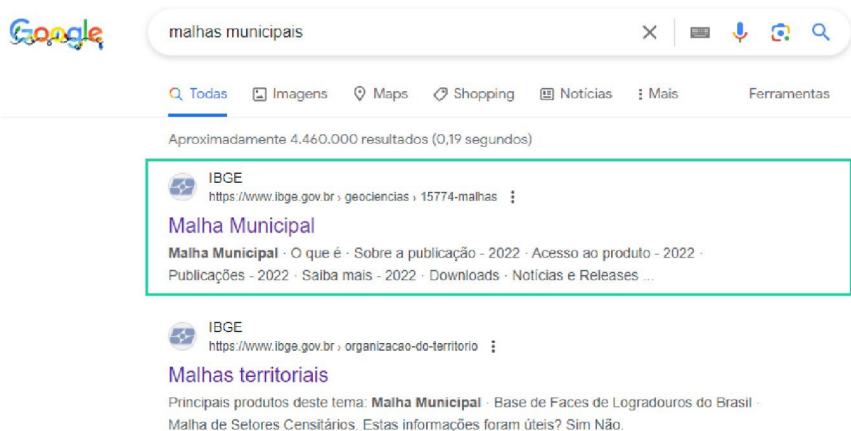 Google
malhas municipais
Todas Imagens Maps Shopping Notícias Mais Ferramentas
Aproximadamente 4.460.000 resultados (0,19 segundos)
IBGE
https://www.ibge.gov.br › geociencias › 15774-malhas
Malha Municipal
Malha Municipal · O que é · Sobre a publicação - 2022 · Acesso ao produto - 2022 ·
Publicações - 2022 · Saiba mais - 2022 · Downloads · Notícias e Releases ...
IBGE
https://www.ibge.gov.br › organizacao-do-territorio
Malhas territoriais
Principais produtos deste tema: Malha Municipal · Base de Faces de Logradouros do Brasil ·
Malha de Setores Censitários. Estas informações foram úteis? Sim Não.